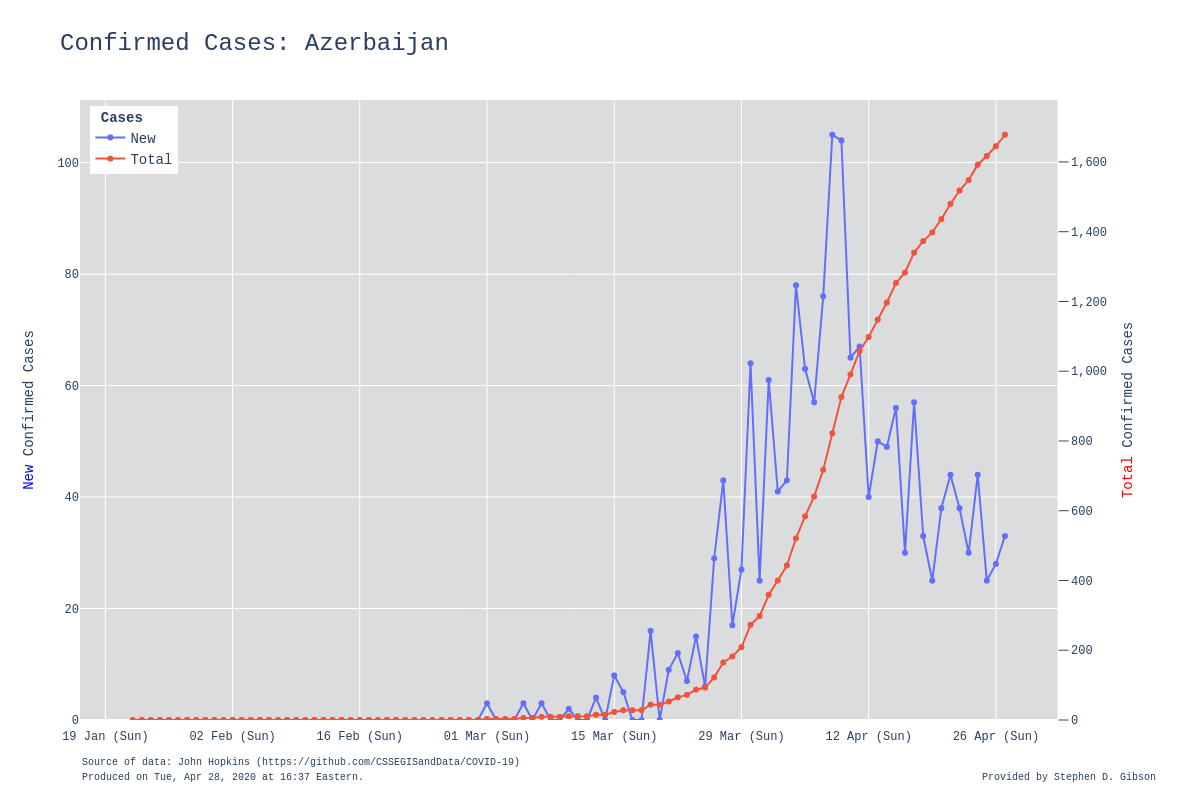 Confirmed Cases: Azerbaijan
Cases
New
Total
100
80
60
40
20
0
1,600
1,400
1,200
1,000
800
600
400
200
0
New Confirmed Cases
Total Confirmed Cases
19 Jan (Sun) 02 Feb (Sun) 16 Feb (Sun) 01 Mar (Sun) 15 Mar (Sun) 29 Mar (Sun) 12 Apr (Sun) 26 Apr (Sun)
Source of data: John Hopkins (https://github.com/CSSEGISandData/COVID-19)
Produced on Tue, Apr 28, 2020 at 16:37 Eastern.
Provided by Stephen D. Gibson